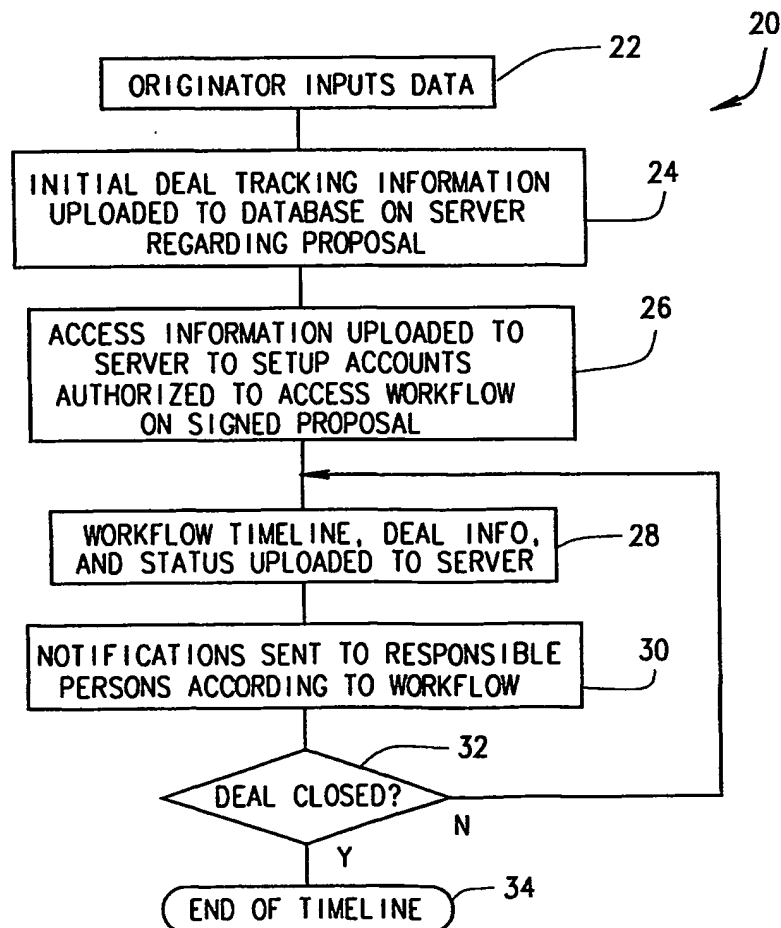 20
22
ORIGINATOR INPUTS DATA
INITIAL DEAL TRACKING INFORMATION
UPLOADED TO DATABASE ON SERVER
REGARDING PROPOSAL
24
ACCESS INFORMATION UPLOADED TO
SERVER TO SETUP ACCOUNTS
AUTHORIZED TO ACCESS WORKFLOW
ON SIGNED PROPOSAL
26
WORKFLOW TIMELINE, DEAL INFO,
AND STATUS UPLOADED TO SERVER
28
NOTIFICATIONS SENT TO RESPONSIBLE
PERSONS ACCORDING TO WORKFLOW
30
32
DEAL CLOSED?
N
Y
34
END OF TIMELINE